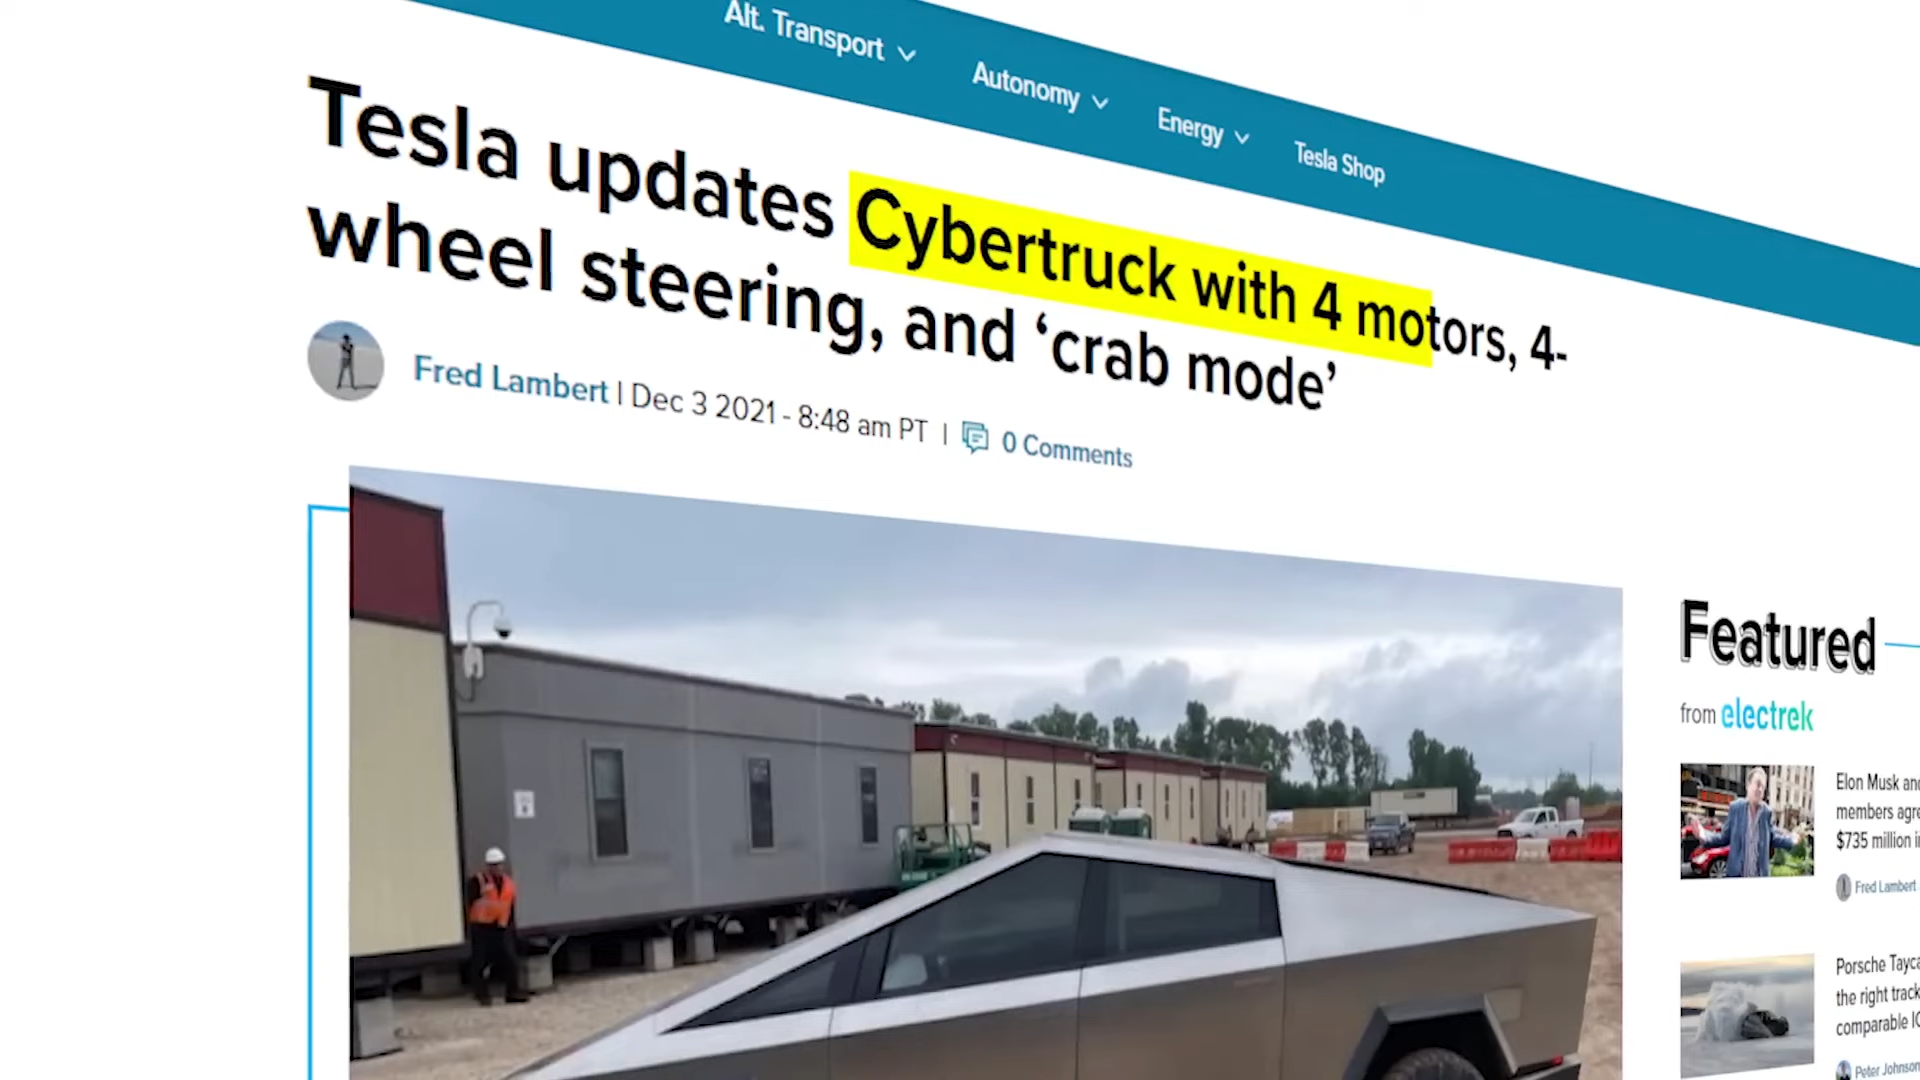 Alt. Transport
Autonomy
Energy
Tesla Shop
Tesla updates Cybertruck with 4 motors, 4-
wheel steering, and ‘crab mode’
Fred Lambert | Dec 3 2021 - 8:48 am PT | 0 Comments
Featured
from electrek
Elon Musk and
members agre
$735 million i
Fred Lambert
Porsche Tayca
the right track
comparable IC
Peter Johnson